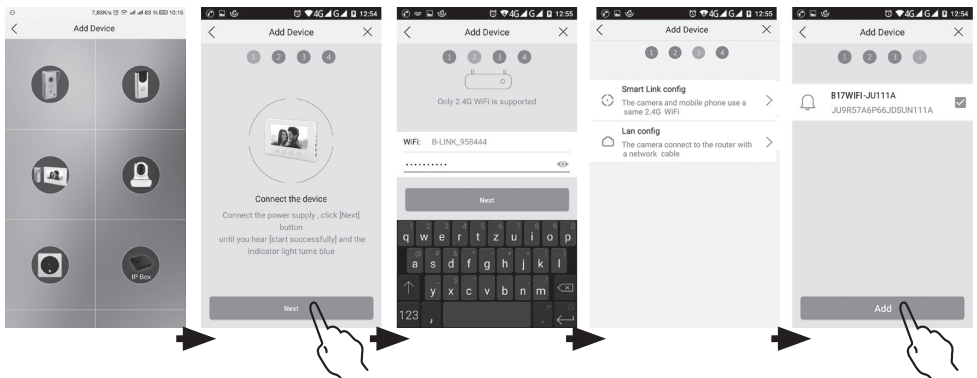 7,63K/s 83 % 10:15
Add Device
IP Box
4G G 12:54
Add Device
1 2 3 4
Connect the device
Connect the power supply , click [Next]
button
until you hear [start successfully] and the
indicator light turns blue
Next
4G G 12:55
Add Device
1 2 3 4
Only 2.4G WiFi is supported
WiFi: B-LINK_958444
..........
Next
q w e r t z u i o p
a s d f g h j k l
y x c v b n m
123 , .
4G G 12:55
Add Device
1 2 3 4
Smart Link config
The camera and mobile phone use a
same 2.4G WiFi
Lan config
The camera connect to the router with
a network cable
4G G 12:54
Add Device
1 2 3 4
B17WIFI-JU111A
JU9R57A6P66JDSUN111A
Add